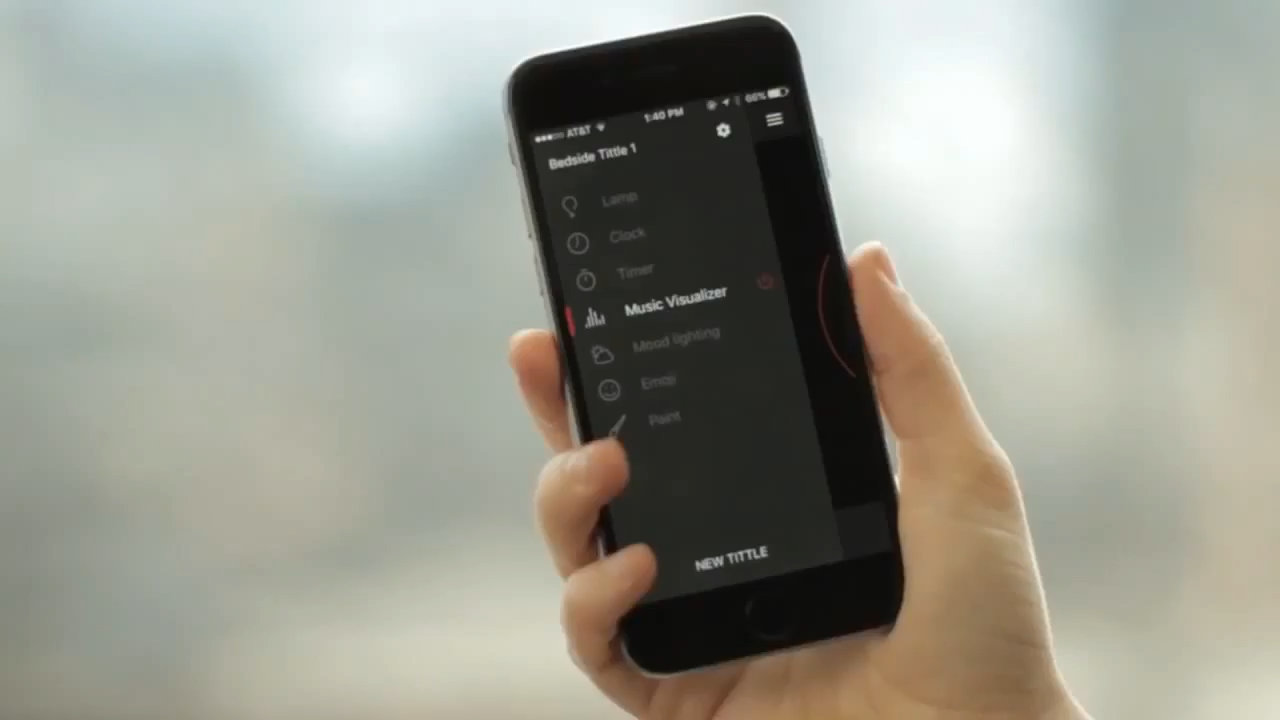 AT&T 1:40 PM 66%
Bedside Tittle 1
Lamp
Clock
Timer
Music Visualizer
Mood lighting
Emoji
Paint
NEW TITTLE